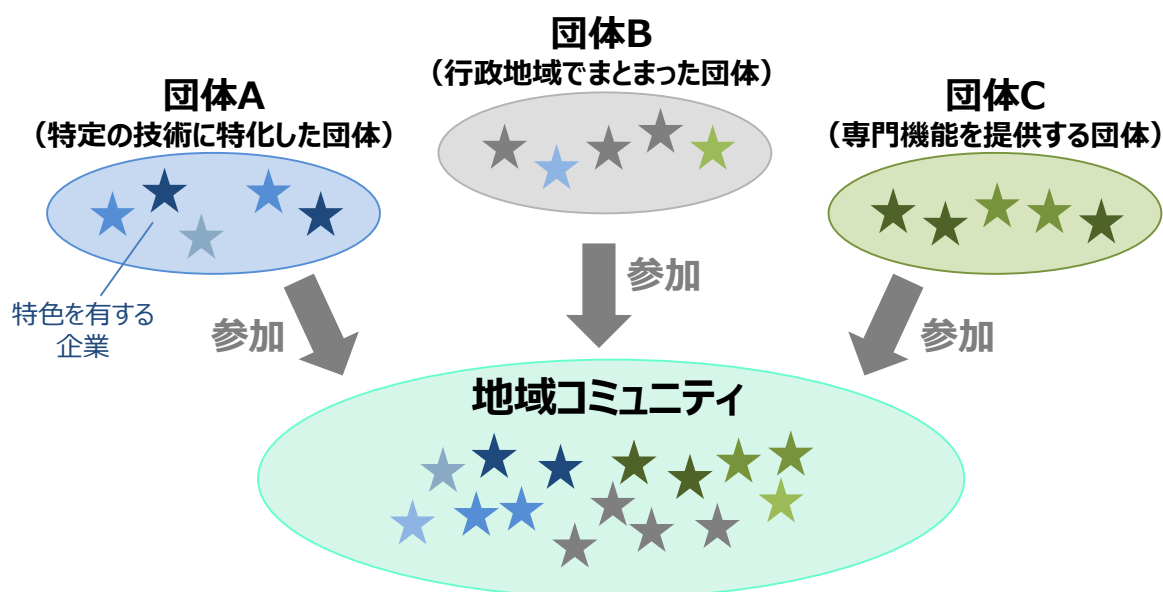 団体B
（行政地域でまとまった団体）
団体A
（特定の技術に特化した団体）
団体C
（専門機能を提供する団体）
特色を有する
企業
参加
参加
参加
地域コミュニティ